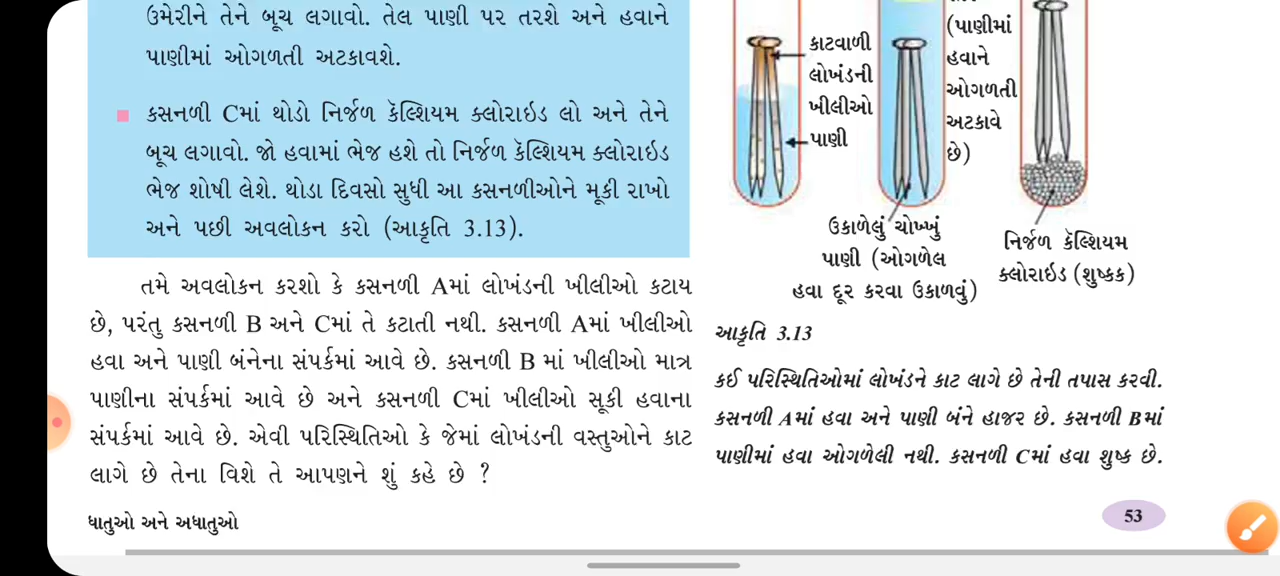 ઉમેરીને તેને બૂચ લગાવો. તેલ પાણી પર તરશે અને હવાને
પાણીમાં ઓગળતી અટકાવશે.
કસનળી Cમાં થોડો નિર્જળ કૅલ્શિયમ ક્લોરાઇડ લો અને તેને
બૂચ લગાવો. જો હવામાં ભેજ હશે તો નિર્જળ કૅલ્શિયમ ક્લોરાઇડ
ભેજ શોષી લેશે. થોડા દિવસો સુધી આ કસનળીઓને મૂકી રાખો
અને પછી અવલોકન કરો (આકૃતિ 3.13).
તમે અવલોકન કરશો કે કસનળી Aમાં લોખંડની ખીલીઓ કટાય
છે, પરંતુ કસનળી B અને Cમાં તે કટાતી નથી. કસનળી Aમાં ખીલીઓ
હવા અને પાણી બંનેના સંપર્કમાં આવે છે. કસનળી B માં ખીલીઓ માત્ર
પાણીના સંપર્કમાં આવે છે અને કસનળી Cમાં ખીલીઓ સૂકી હવાના
સંપર્કમાં આવે છે. એવી પરિસ્થિતિઓ કે જેમાં લોખંડની વસ્તુઓને કાટ
લાગે છે તેના વિશે તે આપણને શું કહે છે ?
ધાતુઓ અને અધાતુઓ
કાટવાળી
લોખંડની
ખીલીઓ
પાણી
(પાણીમાં
હવાને
ઓગળતી
અટકાવે
છે)
ઉકાળેલું ચોખ્ખું
પાણી (ઓગળેલ
હવા દૂર કરવા ઉકાળવું)
નિર્જળ કૅલ્શિયમ
ક્લોરાઇડ (શુષ્કક)
આકૃતિ 3.13
કઈ પરિસ્થિતિઓમાં લોખંડને કાટ લાગે છે તેની તપાસ કરવી.
કસનળી Aમાં હવા અને પાણી બંને હાજર છે. કસનળી Bમાં
પાણીમાં હવા ઓગળેલી નથી. કસનળી Cમાં હવા શુષ્ક છે.
53